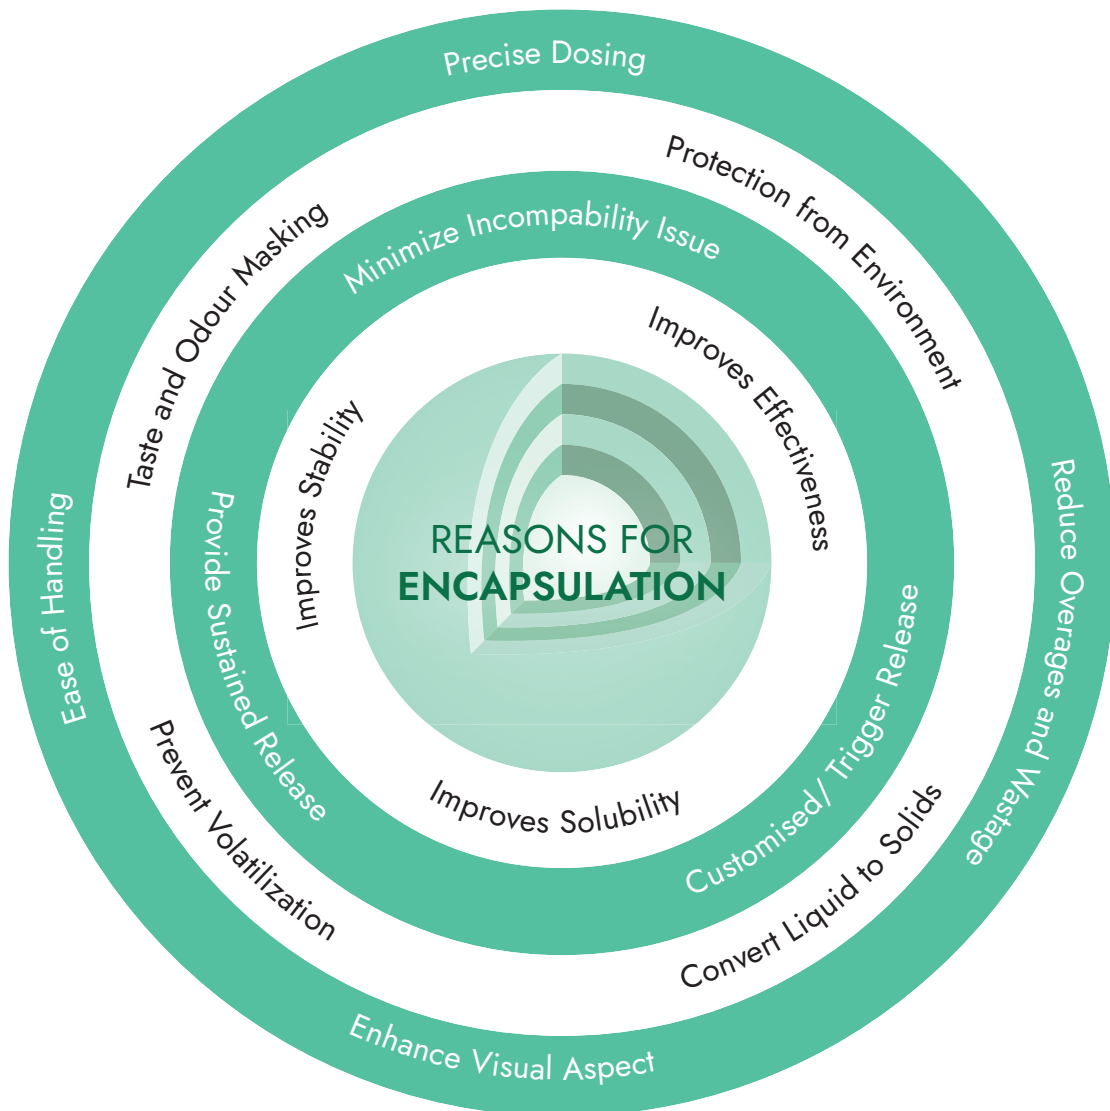 Precise Dosing
Protection from Environment
Taste and Odour Masking
Minimize Incompability Issue
Improves Effectiveness
Improves Stability
REASONS FOR
ENCAPSULATION
Reduce Overages and Wastage
Ease of Handling
Provide Sustained Release
Customised/ Trigger Release
Improves Solubility
Prevent Volatilization
Convert Liquid to Solids
Enhance Visual Aspect